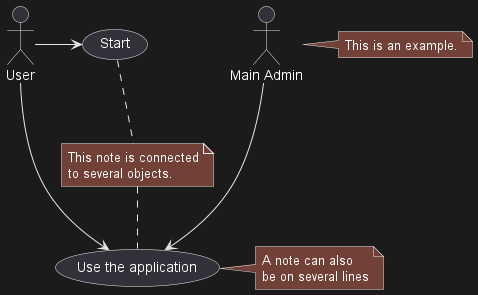 Start
This is an example.
User
Main Admin
This note is connected
to several objects.
Use the application
A note can also
be on several lines